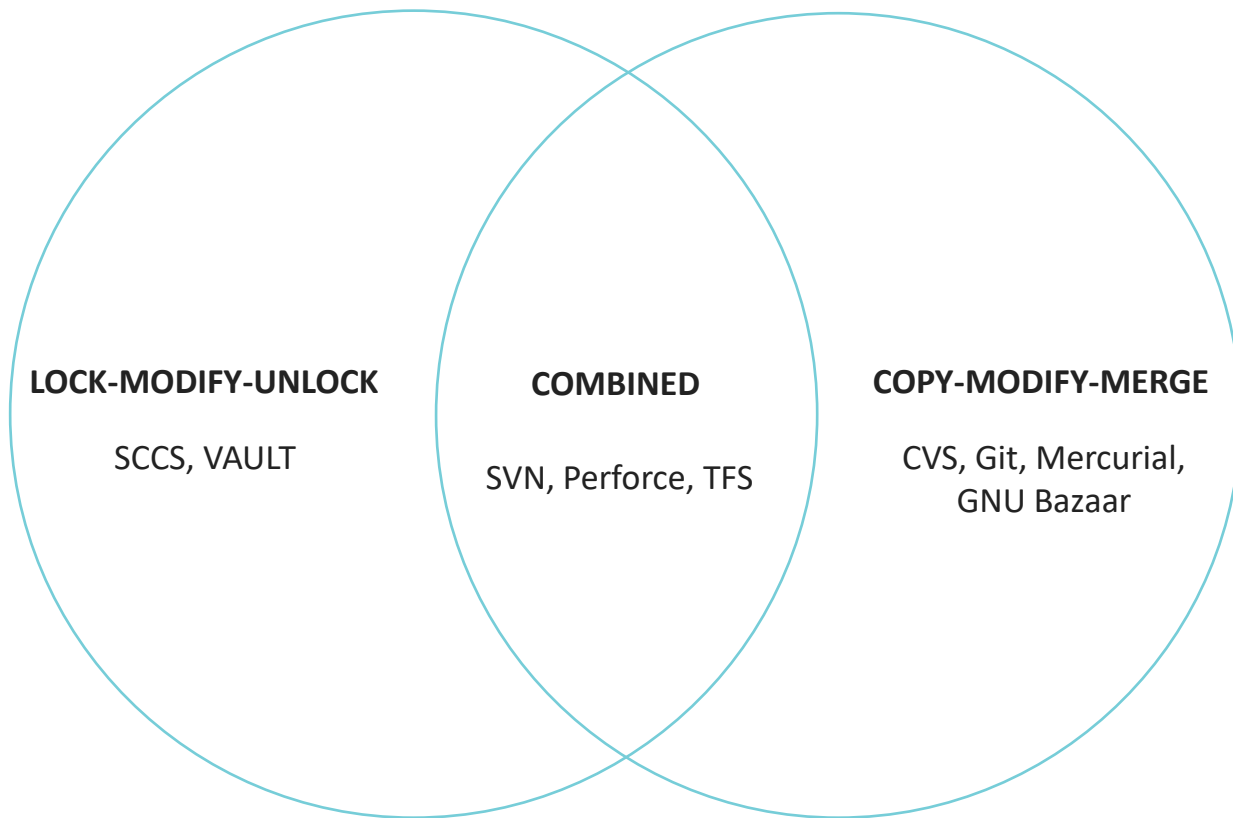 LOCK-MODIFY-UNLOCK
SCCS, VAULT
COMBINED
SVN, Perforce, TFS
COPY-MODIFY-MERGE
CVS, Git, Mercurial,
GNU Bazaar